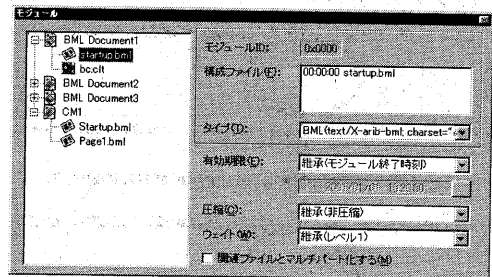 モジュール
BML Document1
startup.bml
bc.clt
BML Document2
BML Document3
CM1
Startup.bml
Page1.bml
モジュールID:
0x0000
構成ファイル(F):
00:00:00 startup.bml
タイプ(T):
BML(text/X-arib-bml; charset="
有効期限(E):
継承(モジュール終了時刻)
圧縮(C):
継承(非圧縮)
ウェイト(W):
継承(レベル1)
関連ファイルとマルチパート化する(M)